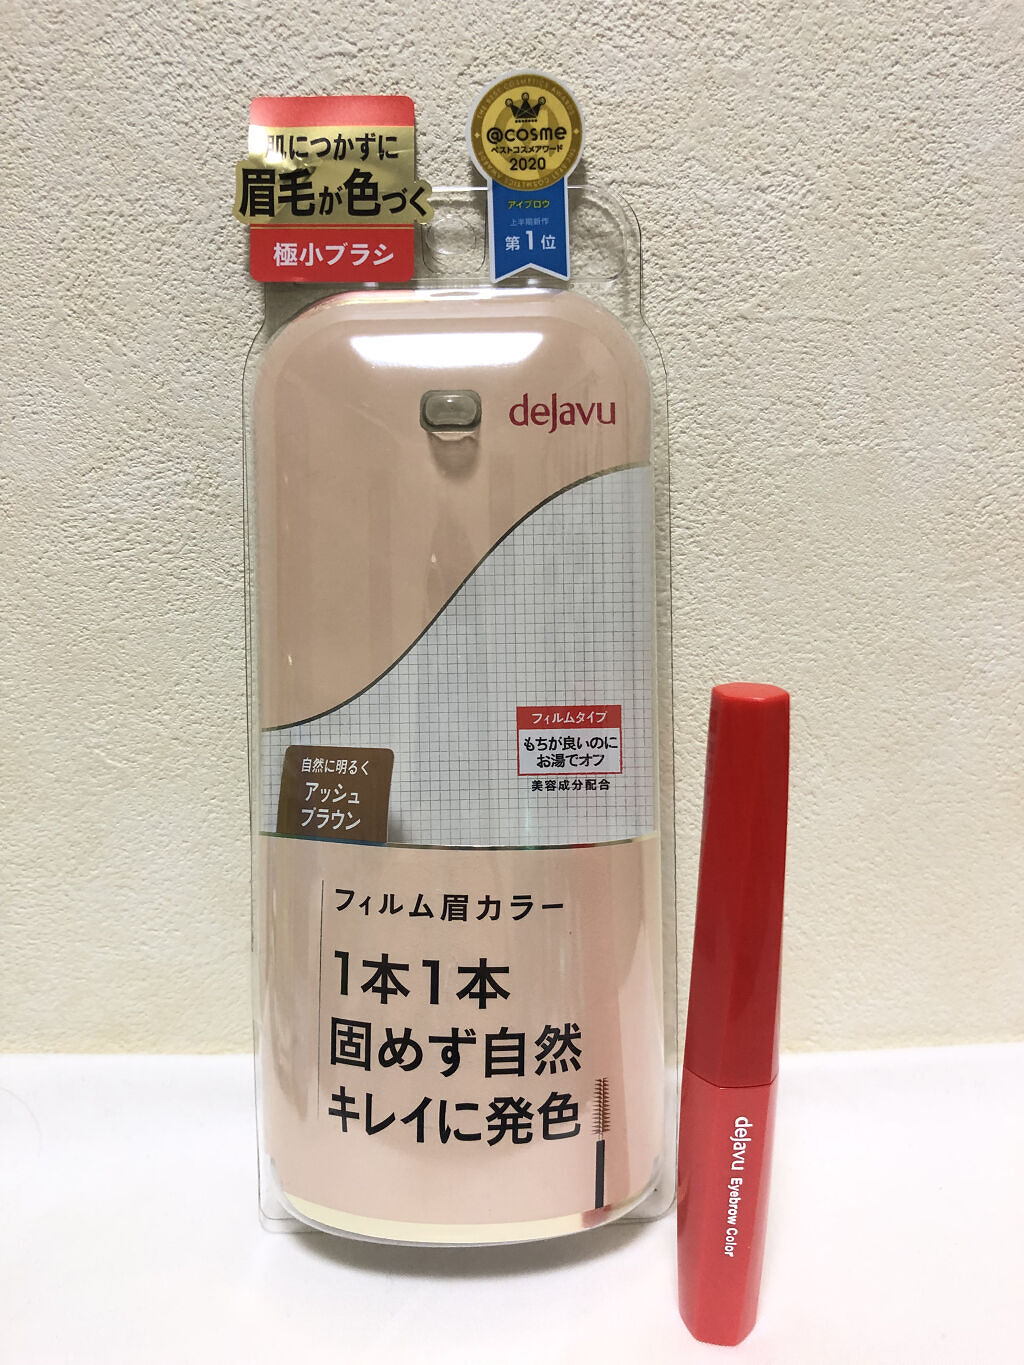 肌につかずに
眉毛が色づく
極小ブラシ
THE BEST COSMETICS AWARDS
@cosme
ベストコスメアワード
2020
アイブロウ
上半期新作
第1位
dejavu
フィルムタイプ
もちが良いのに
お湯でオフ
美容成分配合
自然に明るく
アッシュ
ブラウン
フィルム眉カラー
1本1本
固めず自然
キレイに発色
dejavu Eyebrow Color